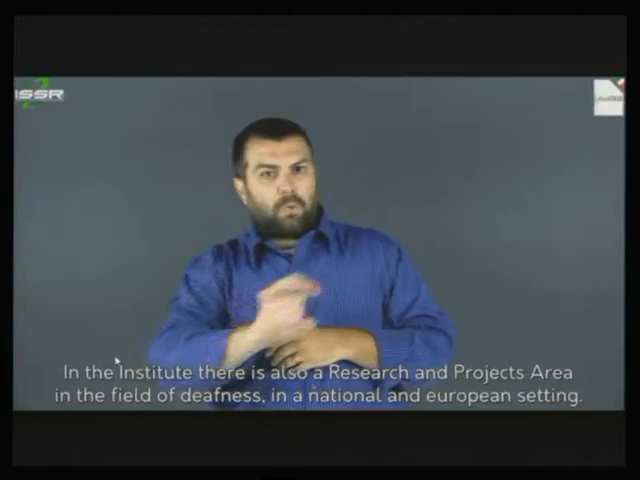 ISSR
In the Institute there is also a Research and Projects Area
in the field of deafness, in a national and european setting.